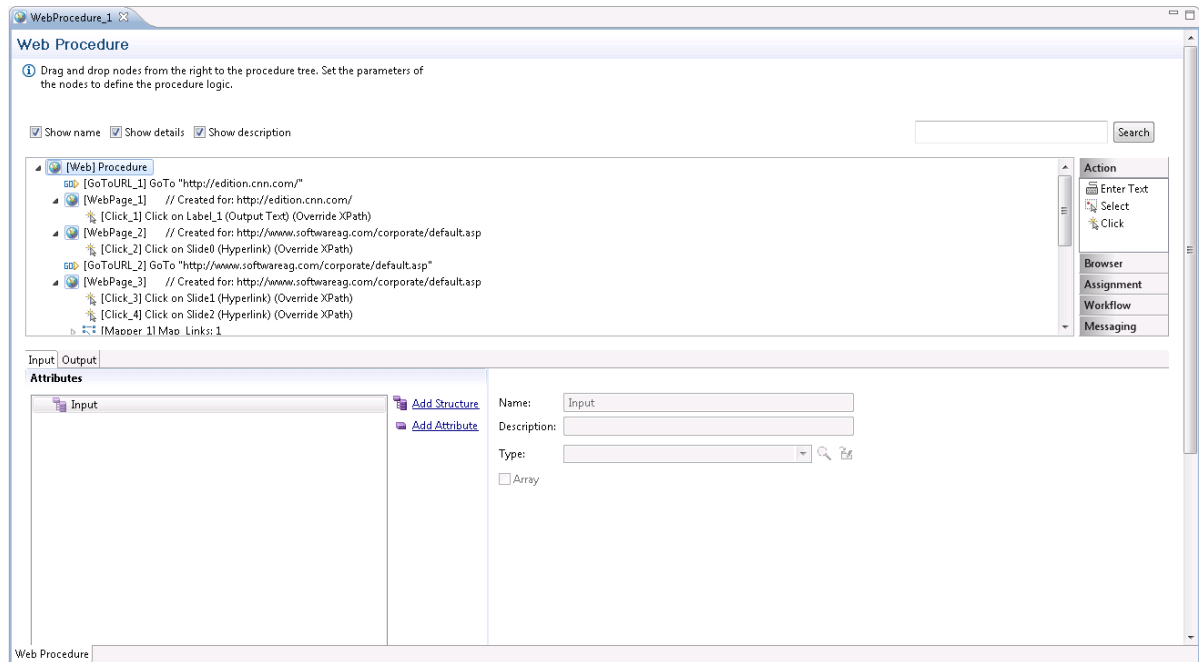 WebProcedure_1
Web Procedure
Drag and drop nodes from the right to the procedure tree. Set the parameters of
the nodes to define the procedure logic.
Show name Show details Show description
Search
[Web] Procedure
GO [GoToURL_1] GoTo "http://edition.cnn.com/"
[WebPage_1] // Created for: http://edition.cnn.com/
[Click_1] Click on Label_1 (Output Text) (Override XPath)
[WebPage_2] // Created for: http://www.softwareag.com/corporate/default.asp
[Click_2] Click on Slide0 (Hyperlink) (Override XPath)
GO [GoToURL_2] GoTo "http://www.softwareag.com/corporate/default.asp"
[WebPage_3] // Created for: http://www.softwareag.com/corporate/default.asp
[Click_3] Click on Slide1 (Hyperlink) (Override XPath)
[Click_4] Click on Slide2 (Hyperlink) (Override XPath)
[Mapper_1] Map Links: 1
Action
Enter Text
Select
Click
Browser
Assignment
Workflow
Messaging
Input Output
Attributes
Input
Add Structure
Add Attribute
Name: Input
Description:
Type:
Array
Web Procedure